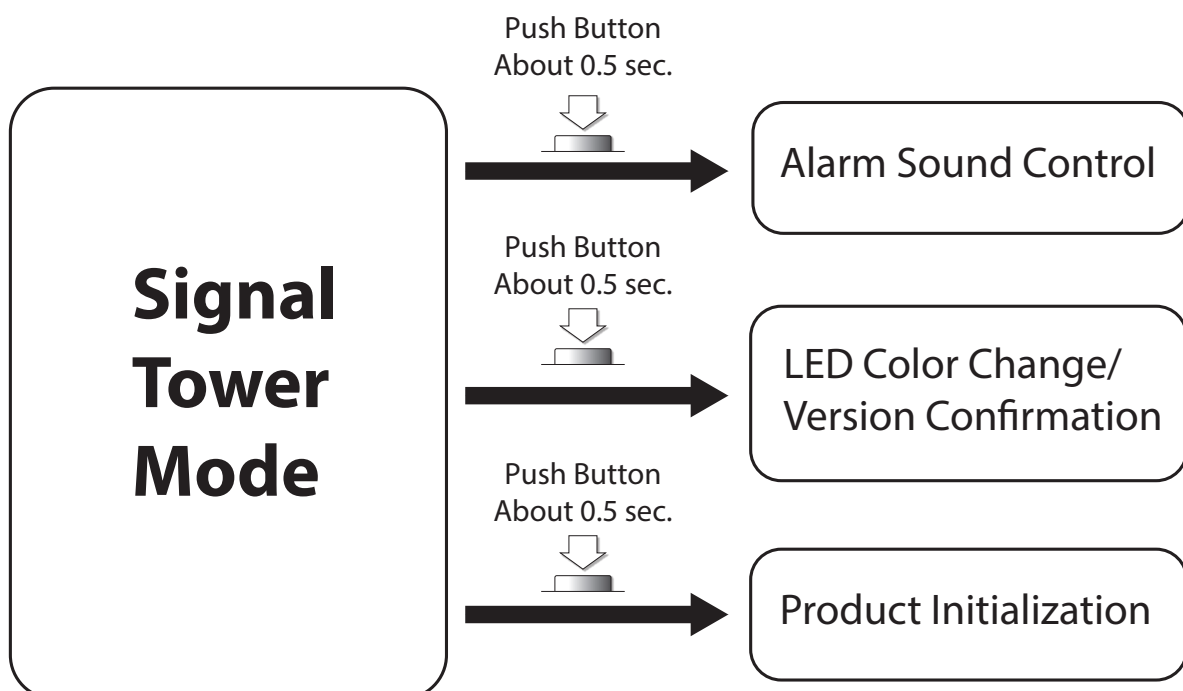 Push Button
About 0.5 sec.
Alarm Sound Control
Signal
Tower
Mode
Push Button
About 0.5 sec.
LED Color Change/
Version Confirmation
Push Button
About 0.5 sec.
Product Initialization